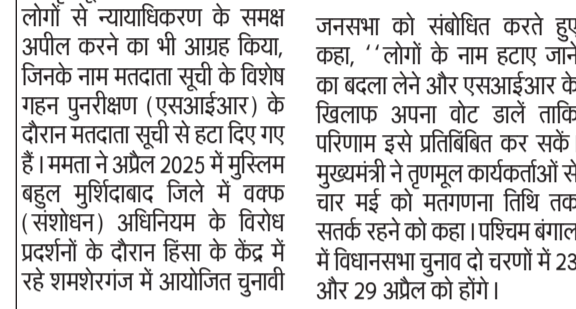 लोगों से न्यायाधिकरण के समक्ष
अपील करने का भी आग्रह किया,
जिनके नाम मतदाता सूची के विशेष
गहन पुनरीक्षण (एसआईआर) के
दौरान मतदाता सूची से हटा दिए गए
हैं। ममता ने अप्रैल 2025 में मुस्लिम
बहुल मुर्शिदाबाद जिले में वक्फ
(संशोधन) अधिनियम के विरोध
प्रदर्शनों के दौरान हिंसा के केंद्र में
रहे शमशेरगंज में आयोजित चुनावी
जनसभा को संबोधित करते हुए
कहा, ‘‘लोगों के नाम हटाए जाने
का बदला लेने और एसआईआर के
खिलाफ अपना वोट डालें ताकि
परिणाम इसे प्रतिबिंबित कर सकें।
मुख्यमंत्री ने तृणमूल कार्यकर्ताओं से
चार मई को मतगणना तिथि तक
सतर्क रहने को कहा। पश्चिम बंगाल
में विधानसभा चुनाव दो चरणों में 23
और 29 अप्रैल को होंगे।